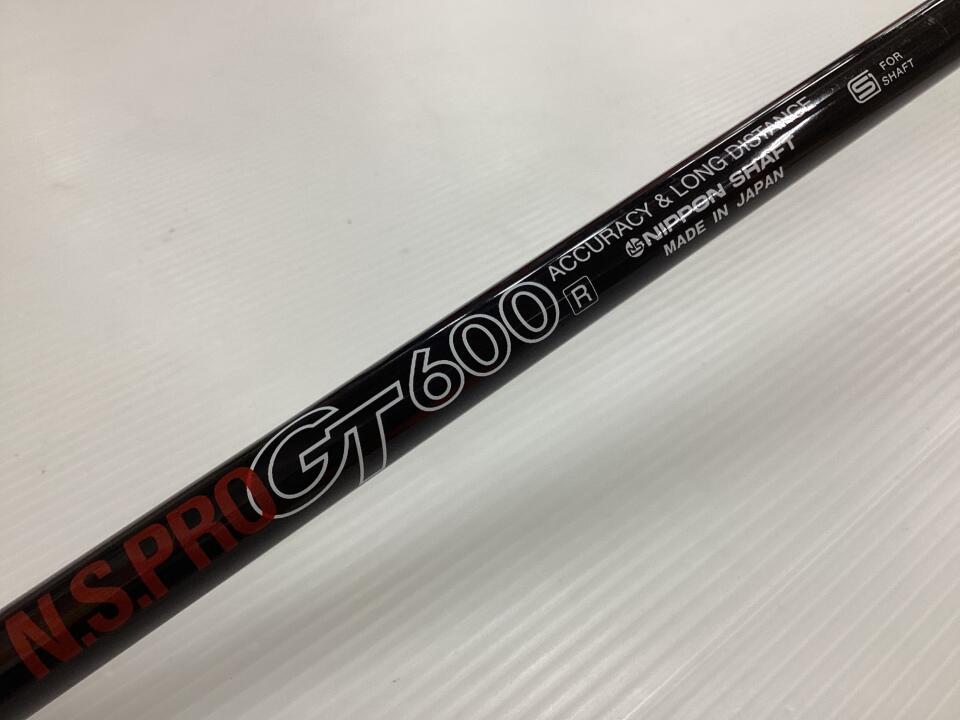 N.S.PRO GT600 R
ACCURACY & LONG DISTANCE
NIPPON SHAFT
MADE IN JAPAN
S FOR
SHAFT